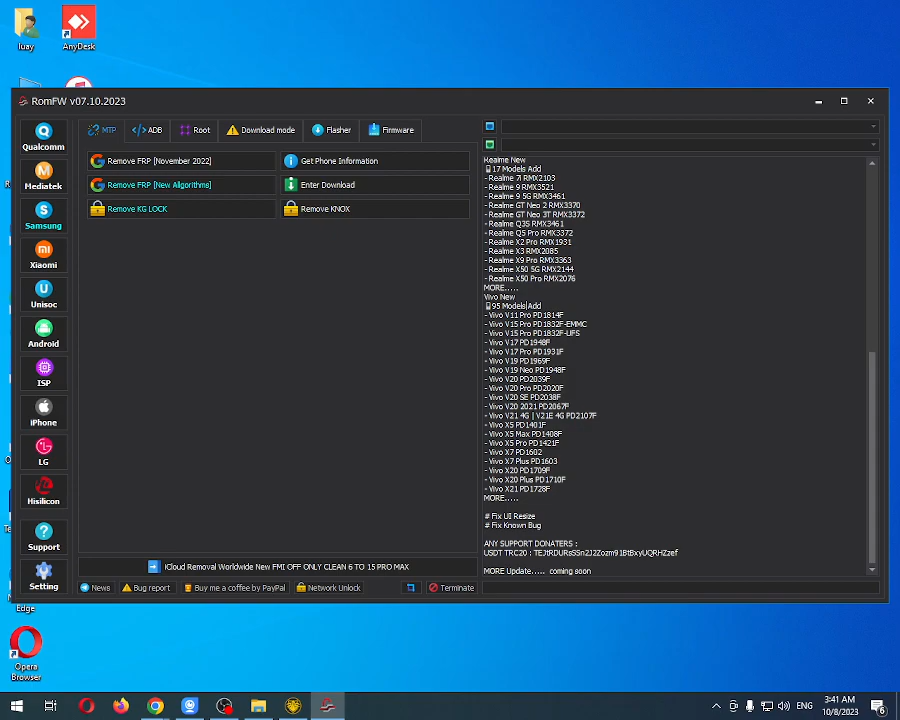 luay
AnyDesk
RomFW v07.10.2023
Qualcomm
Mediatek
Samsung
Xiaomi
Unisoc
Android
ISP
iPhone
LG
Hisilicon
Support
Setting
MTP
ADB
Root
Download mode
Flasher
Firmware
Remove FRP [November 2022]
Get Phone Information
Remove FRP [New Algorithms]
Enter Download
Remove KG LOCK
Remove KNOX
Realme New
17 Models Add
- Realme 7i RMX2103
- Realme 9 RMX3521
- Realme 9 5G RMX3461
- Realme GT Neo 2 RMX3370
- Realme GT Neo 3T RMX3372
- Realme Q3S RMX3461
- Realme Q5 Pro RMX3372
- Realme X2 Pro RMX1931
- Realme X3 RMX2085
- Realme X9 Pro RMX3363
- Realme X50 5G RMX2144
- Realme X50 Pro RMX2076
MORE.....
Vivo New
95 Models Add
- Vivo V11 Pro PD1814F
- Vivo V15 Pro PD1832F-EMMC
- Vivo V15 Pro PD1832F-UFS
- Vivo V17 PD1948F
- Vivo V17 Pro PD1931F
- Vivo V19 PD1969F
- Vivo V19 Neo PD1948F
- Vivo V20 PD2039F
- Vivo V20 Pro PD2020F
- Vivo V20 SE PD2038F
- Vivo V20 2021 PD2067F
- Vivo V21 4G | V21E 4G PD2107F
- Vivo X5 PD1401F
- Vivo X5 Max PD1408F
- Vivo X5 Pro PD1421F
- Vivo X7 PD1602
- Vivo X7 Plus PD1603
- Vivo X20 PD1709F
- Vivo X20 Plus PD1710F
- Vivo X21 PD1728F
MORE.....
# Fix UI Resize
# Fix Known Bug
ANY SUPPORT DONATERS :
USDT TRC20 : TEJtRDURsSSn2J2Zozm91BtBxyUQRHZzef
MORE Update..... coming soon
iCloud Removal Worldwide New FMI OFF ONLY CLEAN 6 TO 15 PRO MAX
News
Bug report
Buy me a coffee by PayPal
Network Unlock
Terminate
Edge
Opera
Browser
ENG
3:41 AM
10/8/2023
6